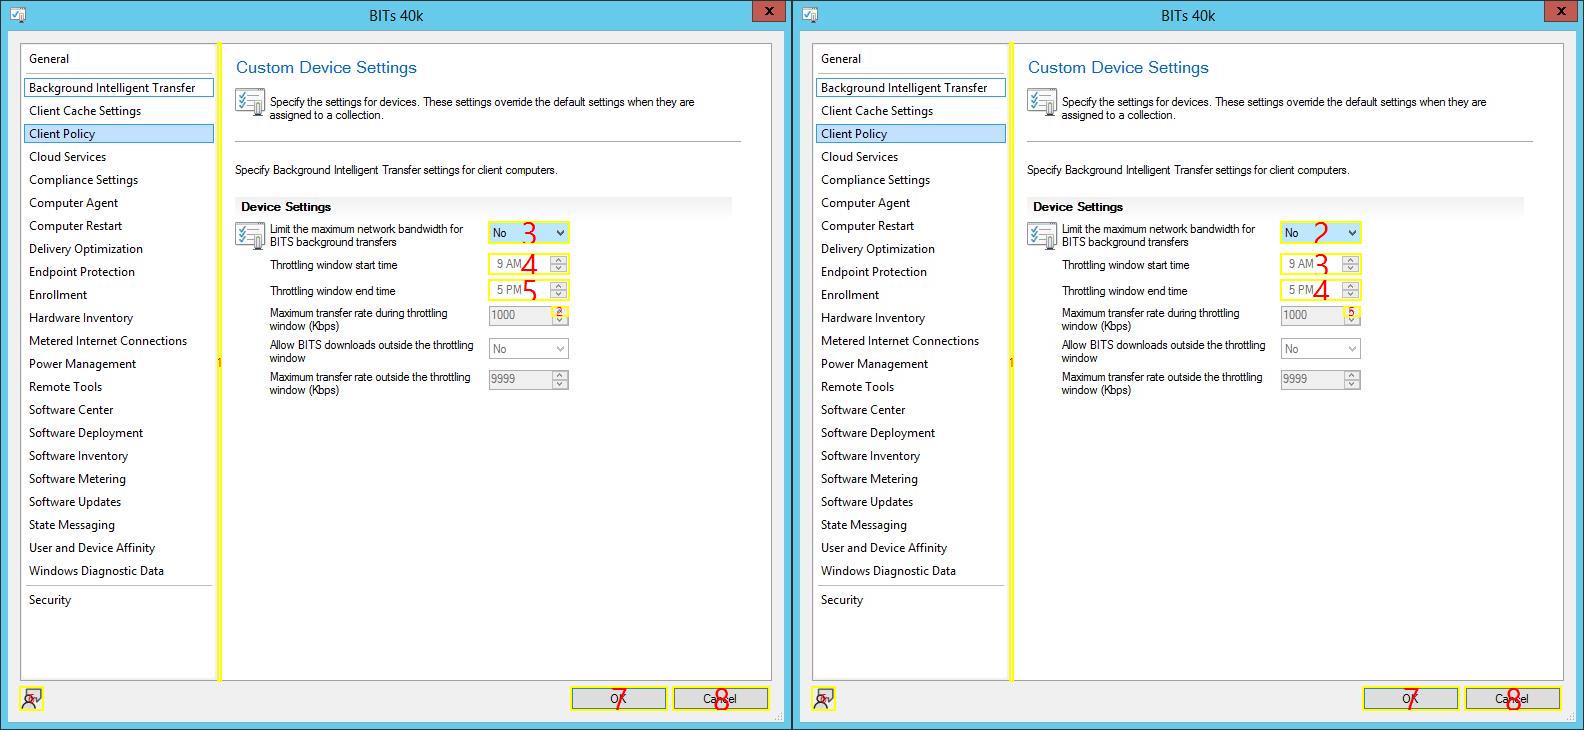 BITs 40k
X
General
Background Intelligent Transfer
Client Cache Settings
Client Policy
Cloud Services
Compliance Settings
Computer Agent
Computer Restart
Delivery Optimization
Endpoint Protection
Enrollment
Hardware Inventory
Metered Internet Connections
Power Management
Remote Tools
Software Center
Software Deployment
Software Inventory
Software Metering
Software Updates
State Messaging
User and Device Affinity
Windows Diagnostic Data
Security
1
Custom Device Settings
Specify the settings for devices. These settings override the default settings when they are
assigned to a collection.
Specify Background Intelligent Transfer settings for client computers.
Device Settings
Limit the maximum network bandwidth for
BITS background transfers
No 3
Throttling window start time
9 AM 4
Throttling window end time
5 PM 5
Maximum transfer rate during throttling
window (Kbps)
1000 2
Allow BITS downloads outside the throttling
window
No
Maximum transfer rate outside the throttling
window (Kbps)
9999
OK 7
Cancel 8
BITs 40k
X
General
Background Intelligent Transfer
Client Cache Settings
Client Policy
Cloud Services
Compliance Settings
Computer Agent
Computer Restart
Delivery Optimization
Endpoint Protection
Enrollment
Hardware Inventory
Metered Internet Connections
Power Management
Remote Tools
Software Center
Software Deployment
Software Inventory
Software Metering
Software Updates
State Messaging
User and Device Affinity
Windows Diagnostic Data
Security
1
Custom Device Settings
Specify the settings for devices. These settings override the default settings when they are
assigned to a collection.
Specify Background Intelligent Transfer settings for client computers.
Device Settings
Limit the maximum network bandwidth for
BITS background transfers
No 2
Throttling window start time
9 AM 3
Throttling window end time
5 PM 4
Maximum transfer rate during throttling
window (Kbps)
1000 5
Allow BITS downloads outside the throttling
window
No
Maximum transfer rate outside the throttling
window (Kbps)
9999
OK 7
Cancel 8